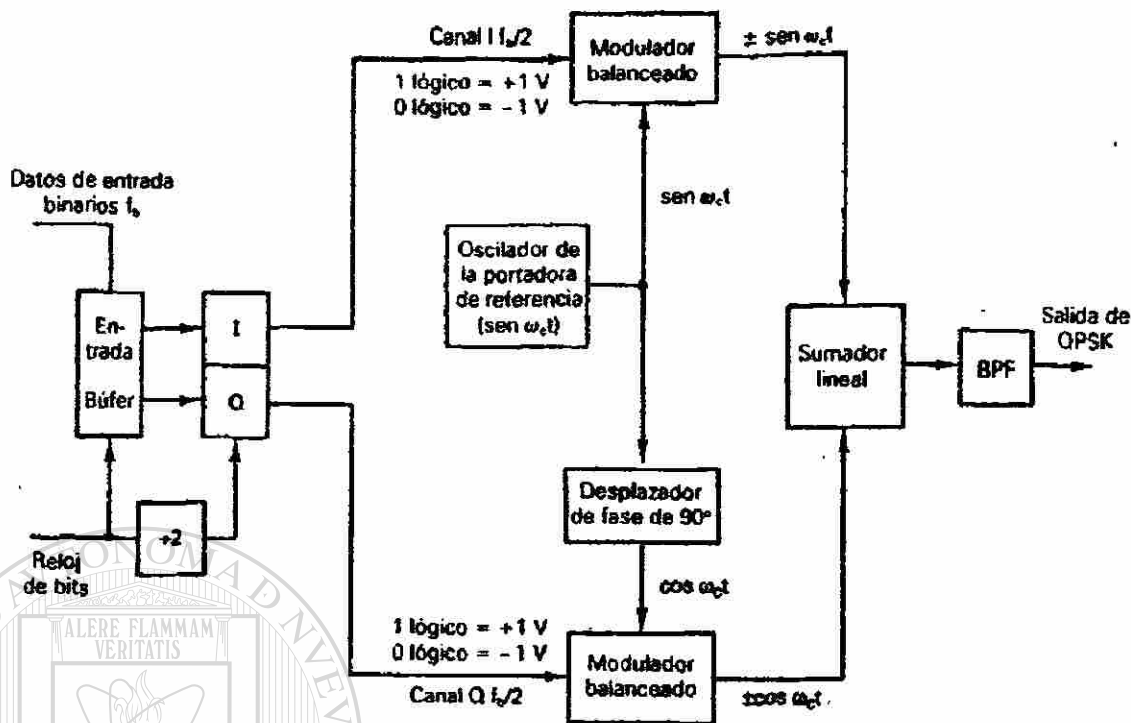 Canal I fb/2
1 lógico = +1 V
0 lógico = - 1 V
Modulador
balanceado
± sen ωct
Datos de entrada
binarios fb
sen ωct
Oscilador de
la portadora
de referencia
(sen ωct)
En-
trada
Búfer
I
Q
Sumador
lineal
BPF
Salida de
QPSK
÷2
Reloj
de bits
Desplazador
de fase de 90°
cos ωct
1 lógico = +1 V
0 lógico = - 1 V
Canal Q fb/2
Modulador
balanceado
±cos ωct
ALERE FLAMMAM
VERITATIS